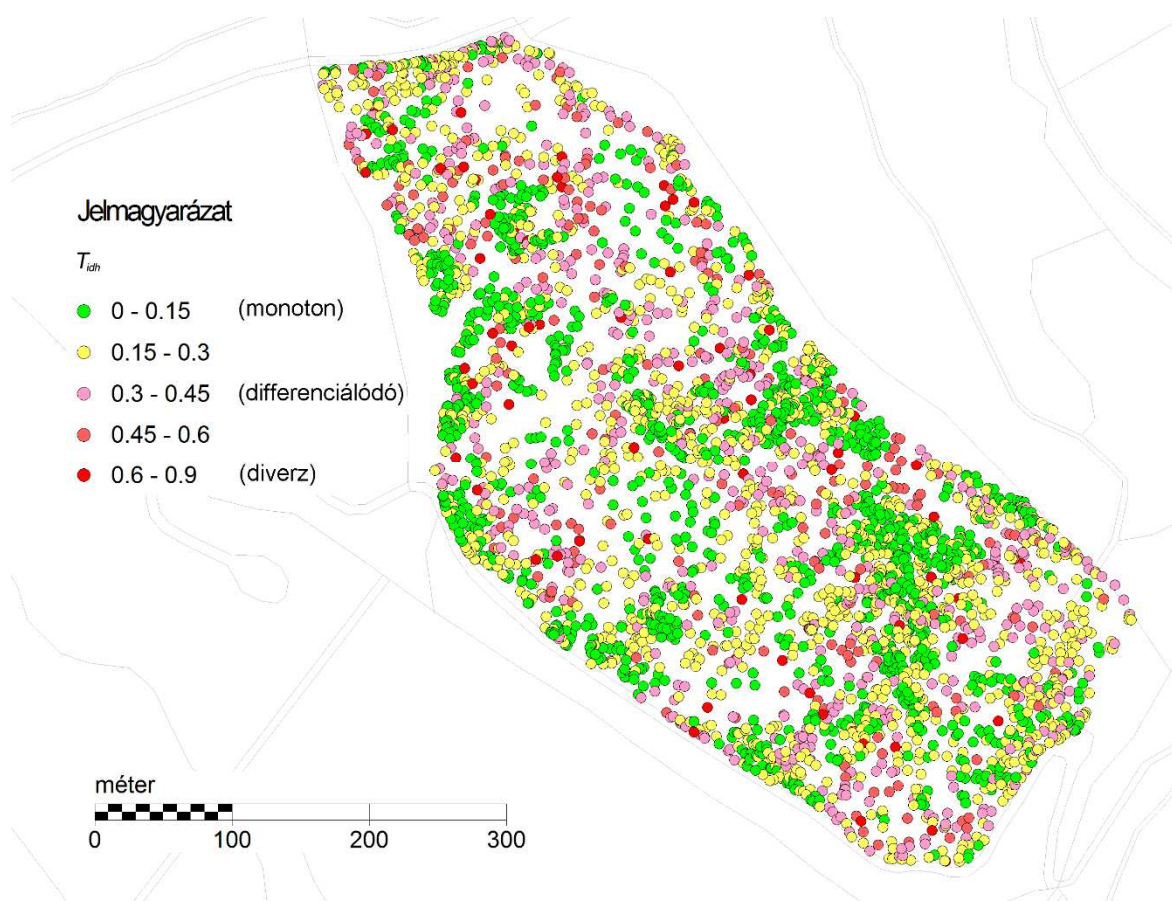 Jelmagyarázat
T_idh
0 - 0.15 (monoton)
0.15 - 0.3
0.3 - 0.45 (differenciálódó)
0.45 - 0.6
0.6 - 0.9 (diverz)
méter
0 100 200 300